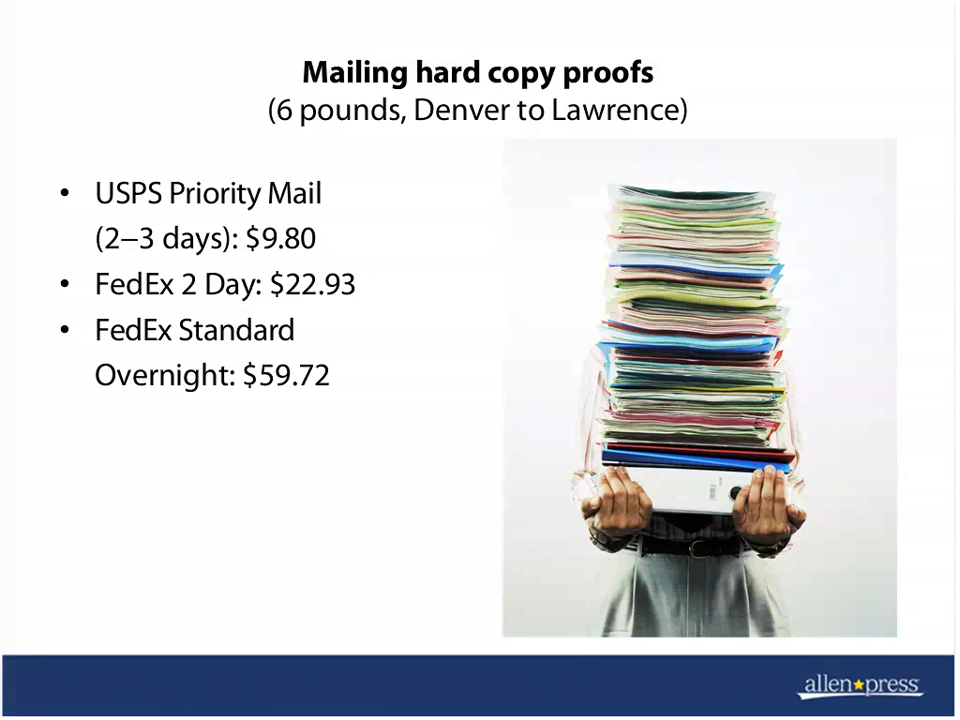 Mailing hard copy proofs
(6 pounds, Denver to Lawrence)
• USPS Priority Mail
(2–3 days): $9.80
• FedEx 2 Day: $22.93
• FedEx Standard
Overnight: $59.72
allen★press